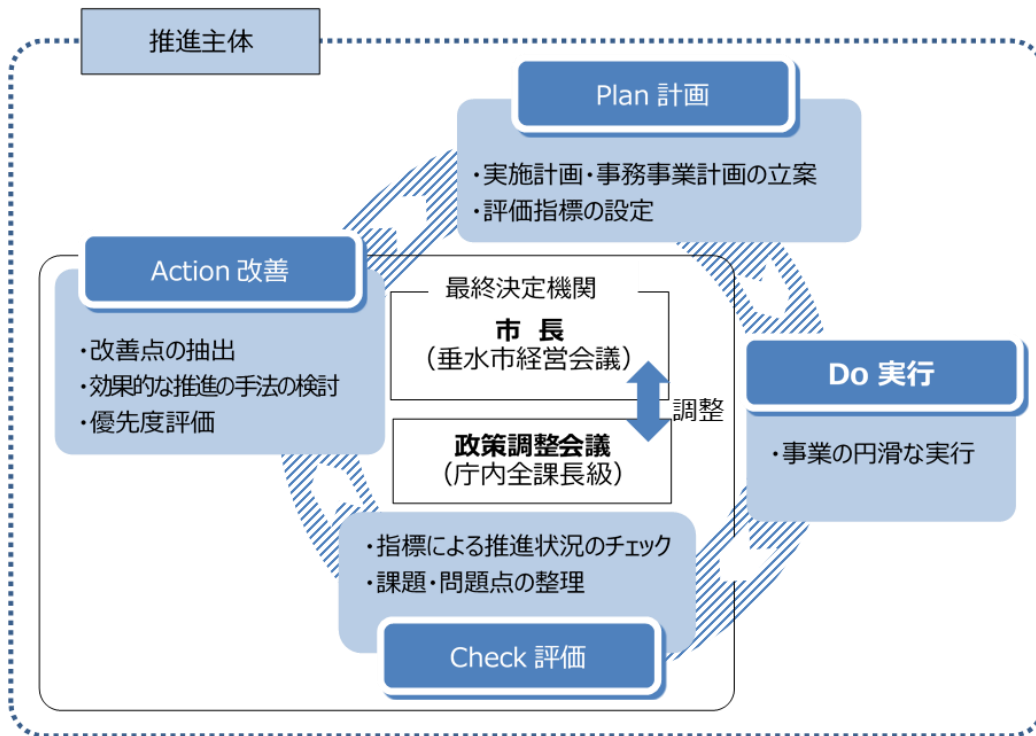 推進主体
Plan 計画
・実施計画・事務事業計画の立案
・評価指標の設定
Action 改善
・改善点の抽出
・効果的な推進の手法の検討
・優先度評価
最終決定機関
市 長
（垂水市経営会議）
調整
政策調整会議
（庁内全課長級）
Do 実行
・事業の円滑な実行
・指標による推進状況のチェック
・課題・問題点の整理
Check 評価